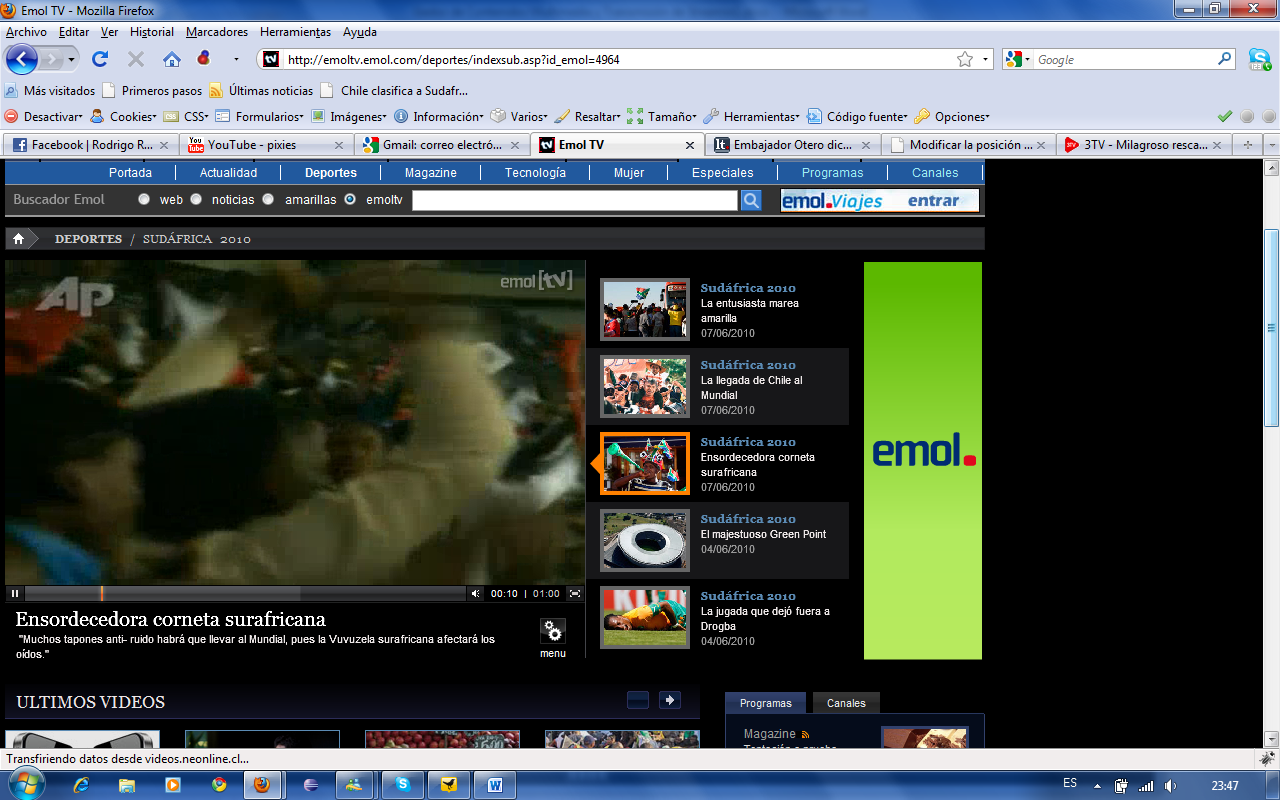 Emol TV - Mozilla Firefox
Archivo Editar Ver Historial Marcadores Herramientas Ayuda
http://emoltv.emol.com/deportes/indexsub.asp?id_emol=4964
Google
Más visitados Primeros pasos Últimas noticias Chile clasifica a Sudafr...
Desactivar Cookies CSS Formularios Imágenes Información Varios Resaltar Tamaño Herramientas Código fuente Opciones
Facebook | Rodrigo R... YouTube - pixies Gmail: correo electró... Emol TV Embajador Otero dic... Modificar la posición ... 3TV - Milagroso resca...
Portada Actualidad Deportes Magazine Tecnología Mujer Especiales Programas Canales
Buscador Emol web noticias amarillas emoltv emol.Viajes entrar
DEPORTES / SUDÁFRICA 2010
AP
emol[tv]
Sudáfrica 2010
La entusiasta marea
amarilla
07/06/2010
Sudáfrica 2010
La llegada de Chile al
Mundial
07/06/2010
Sudáfrica 2010
Ensordecedora corneta
surafricana
07/06/2010
Sudáfrica 2010
El majestuoso Green Point
04/06/2010
Sudáfrica 2010
La jugada que dejó fuera a
Drogba
04/06/2010
emol.
00:10 | 01:00
Ensordecedora corneta surafricana
"Muchos tapones anti- ruido habrá que llevar al Mundial, pues la Vuvuzela surafricana afectará los
oídos."
menu
ULTIMOS VIDEOS
Programas Canales
Magazine
Transfiriendo datos desde videos.neonline.cl...
ES 23:47